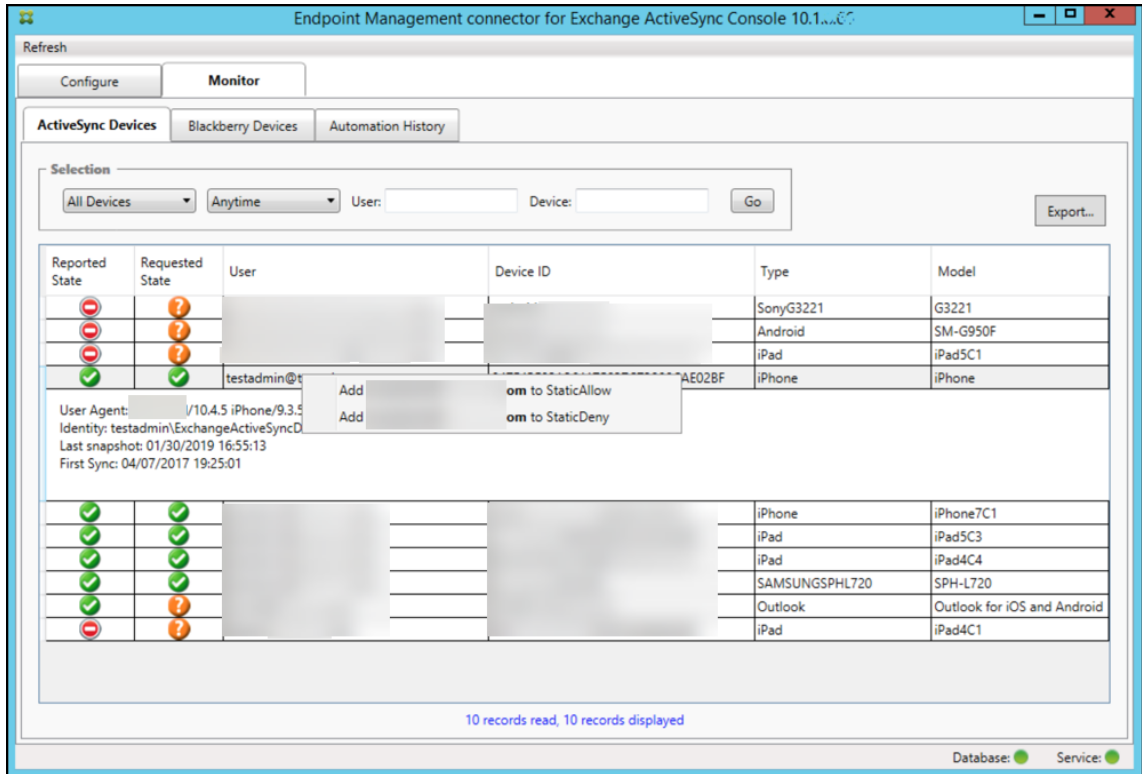 Endpoint Management connector for Exchange ActiveSync Console 10.1
Refresh
Configure Monitor
ActiveSync Devices Blackberry Devices Automation History
Selection
All Devices Anytime User: Device: Go
Export...
Reported State Requested State User Device ID Type Model
SonyG3221 G3221
Android SM-G950F
iPad iPad5C1
testadmin@t AE02BF iPhone iPhone
Add om to StaticAllow
Add om to StaticDeny
User Agent: /10.4.5 iPhone/9.3.5
Identity: testadmin\ExchangeActiveSyncD
Last snapshot: 01/30/2019 16:55:13
First Sync: 04/07/2017 19:25:01
iPhone iPhone7C1
iPad iPad5C3
iPad iPad4C4
SAMSUNGSPHL720 SPH-L720
Outlook Outlook for iOS and Android
iPad iPad4C1
10 records read, 10 records displayed
Database: Service: